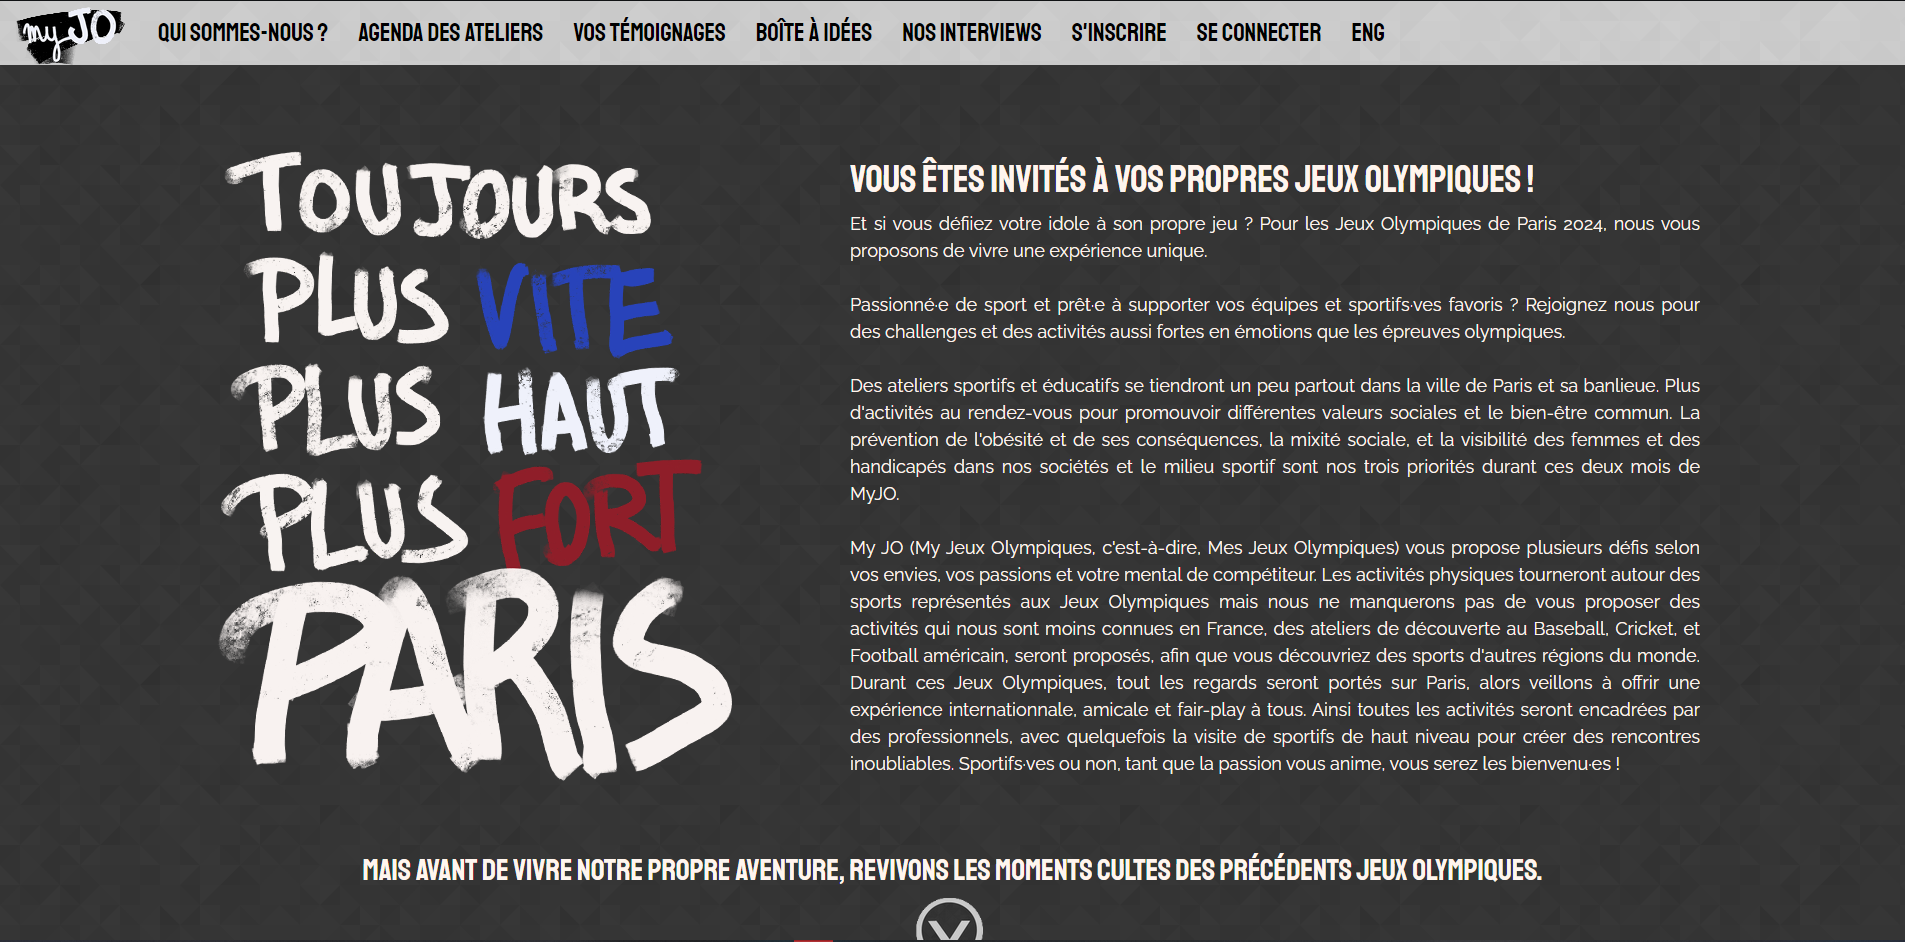 my JO
QUI SOMMES-NOUS ? AGENDA DES ATELIERS VOS TÉMOIGNAGES BOÎTE À IDÉES NOS INTERVIEWS S'INSCRIRE SE CONNECTER ENG
TOUJOURS
PLUS VITE
PLUS HAUT
PLUS FORT
PARIS
VOUS ÊTES INVITÉS À VOS PROPRES JEUX OLYMPIQUES !
Et si vous défiiez votre idole à son propre jeu ? Pour les Jeux Olympiques de Paris 2024, nous vous
proposons de vivre une expérience unique.
Passionné·e de sport et prêt·e à supporter vos équipes et sportifs·ves favoris ? Rejoignez nous pour
des challenges et des activités aussi fortes en émotions que les épreuves olympiques.
Des ateliers sportifs et éducatifs se tiendront un peu partout dans la ville de Paris et sa banlieue. Plus
d'activités au rendez-vous pour promouvoir différentes valeurs sociales et le bien-être commun. La
prévention de l'obésité et de ses conséquences, la mixité sociale, et la visibilité des femmes et des
handicapés dans nos sociétés et le milieu sportif sont nos trois priorités durant ces deux mois de
MyJO.
My JO (My Jeux Olympiques, c'est-à-dire, Mes Jeux Olympiques) vous propose plusieurs défis selon
vos envies, vos passions et votre mental de compétiteur. Les activités physiques tourneront autour des
sports représentés aux Jeux Olympiques mais nous ne manquerons pas de vous proposer des
activités qui nous sont moins connues en France, des ateliers de découverte au Baseball, Cricket, et
Football américain, seront proposés, afin que vous découvriez des sports d'autres régions du monde.
Durant ces Jeux Olympiques, tout les regards seront portés sur Paris, alors veillons à offrir une
expérience internationnale, amicale et fair-play à tous. Ainsi toutes les activités seront encadrées par
des professionnels, avec quelquefois la visite de sportifs de haut niveau pour créer des rencontres
inoubliables. Sportifs·ves ou non, tant que la passion vous anime, vous serez les bienvenu·es !
MAIS AVANT DE VIVRE NOTRE PROPRE AVENTURE, REVIVONS LES MOMENTS CULTES DES PRÉCÉDENTS JEUX OLYMPIQUES.